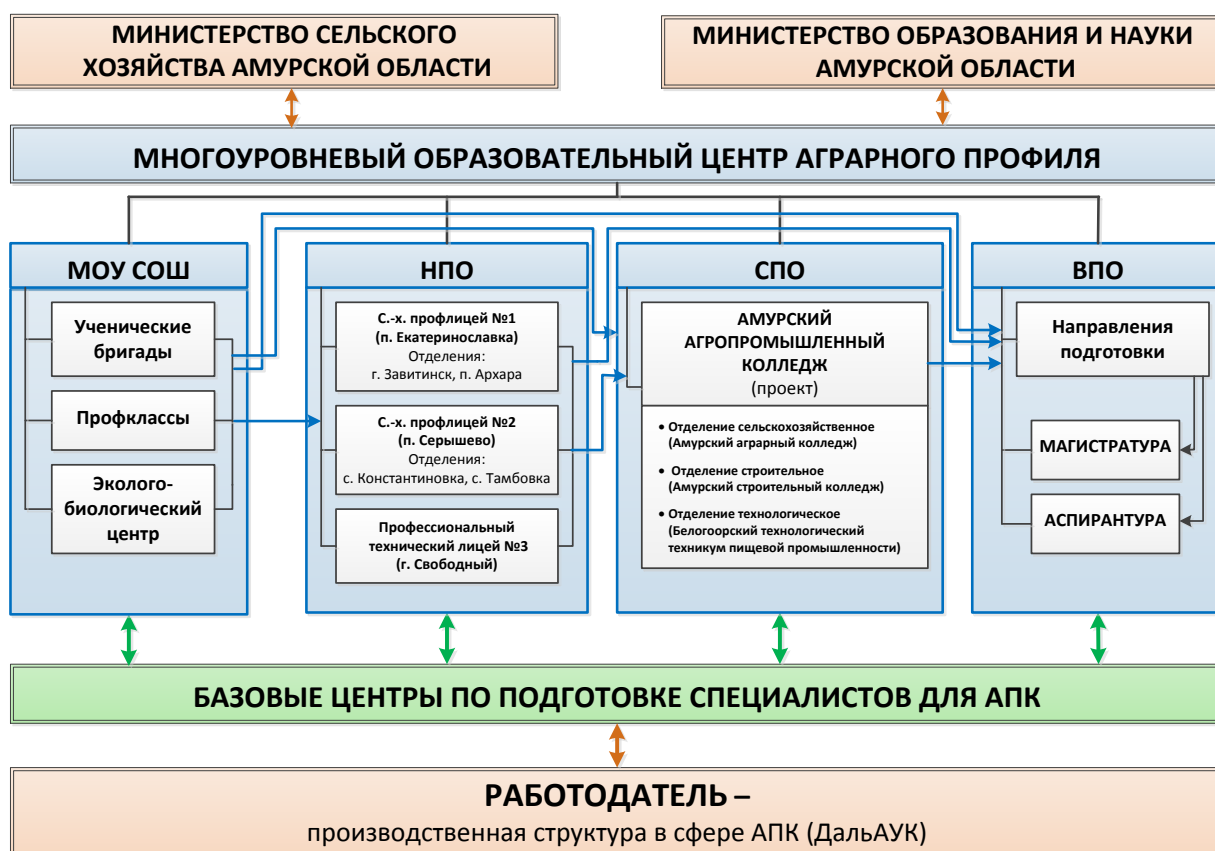 МИНИСТЕРСТВО СЕЛЬСКОГО
ХОЗЯЙСТВА АМУРСКОЙ ОБЛАСТИ
МИНИСТЕРСТВО ОБРАЗОВАНИЯ И НАУКИ
АМУРСКОЙ ОБЛАСТИ
МНОГОУРОВНЕВЫЙ ОБРАЗОВАТЕЛЬНЫЙ ЦЕНТР АГРАРНОГО ПРОФИЛЯ
МОУ СОШ
Ученические
бригады
Профклассы
Эколого-
биологический
центр
НПО
С.-х. профлицей №1
(п. Екатеринославка)
Отделения:
г. Завитинск, п. Архара
С.-х. профлицей №2
(п. Серышево)
Отделения:
с. Константиновка, с. Тамбовка
Профессиональный
технический лицей №3
(г. Свободный)
СПО
АМУРСКИЙ
АГРОПРОМЫШЛЕННЫЙ
КОЛЛЕДЖ
(проект)
• Отделение сельскохозяйственное
(Амурский аграрный колледж)
• Отделение строительное
(Амурский строительный колледж)
• Отделение технологическое
(Белогоорский технологический
техникум пищевой промышленности)
ВПО
Направления
подготовки
МАГИСТРАТУРА
АСПИРАНТУРА
БАЗОВЫЕ ЦЕНТРЫ ПО ПОДГОТОВКЕ СПЕЦИАЛИСТОВ ДЛЯ АПК
РАБОТОДАТЕЛЬ –
производственная структура в сфере АПК (ДальАУК)